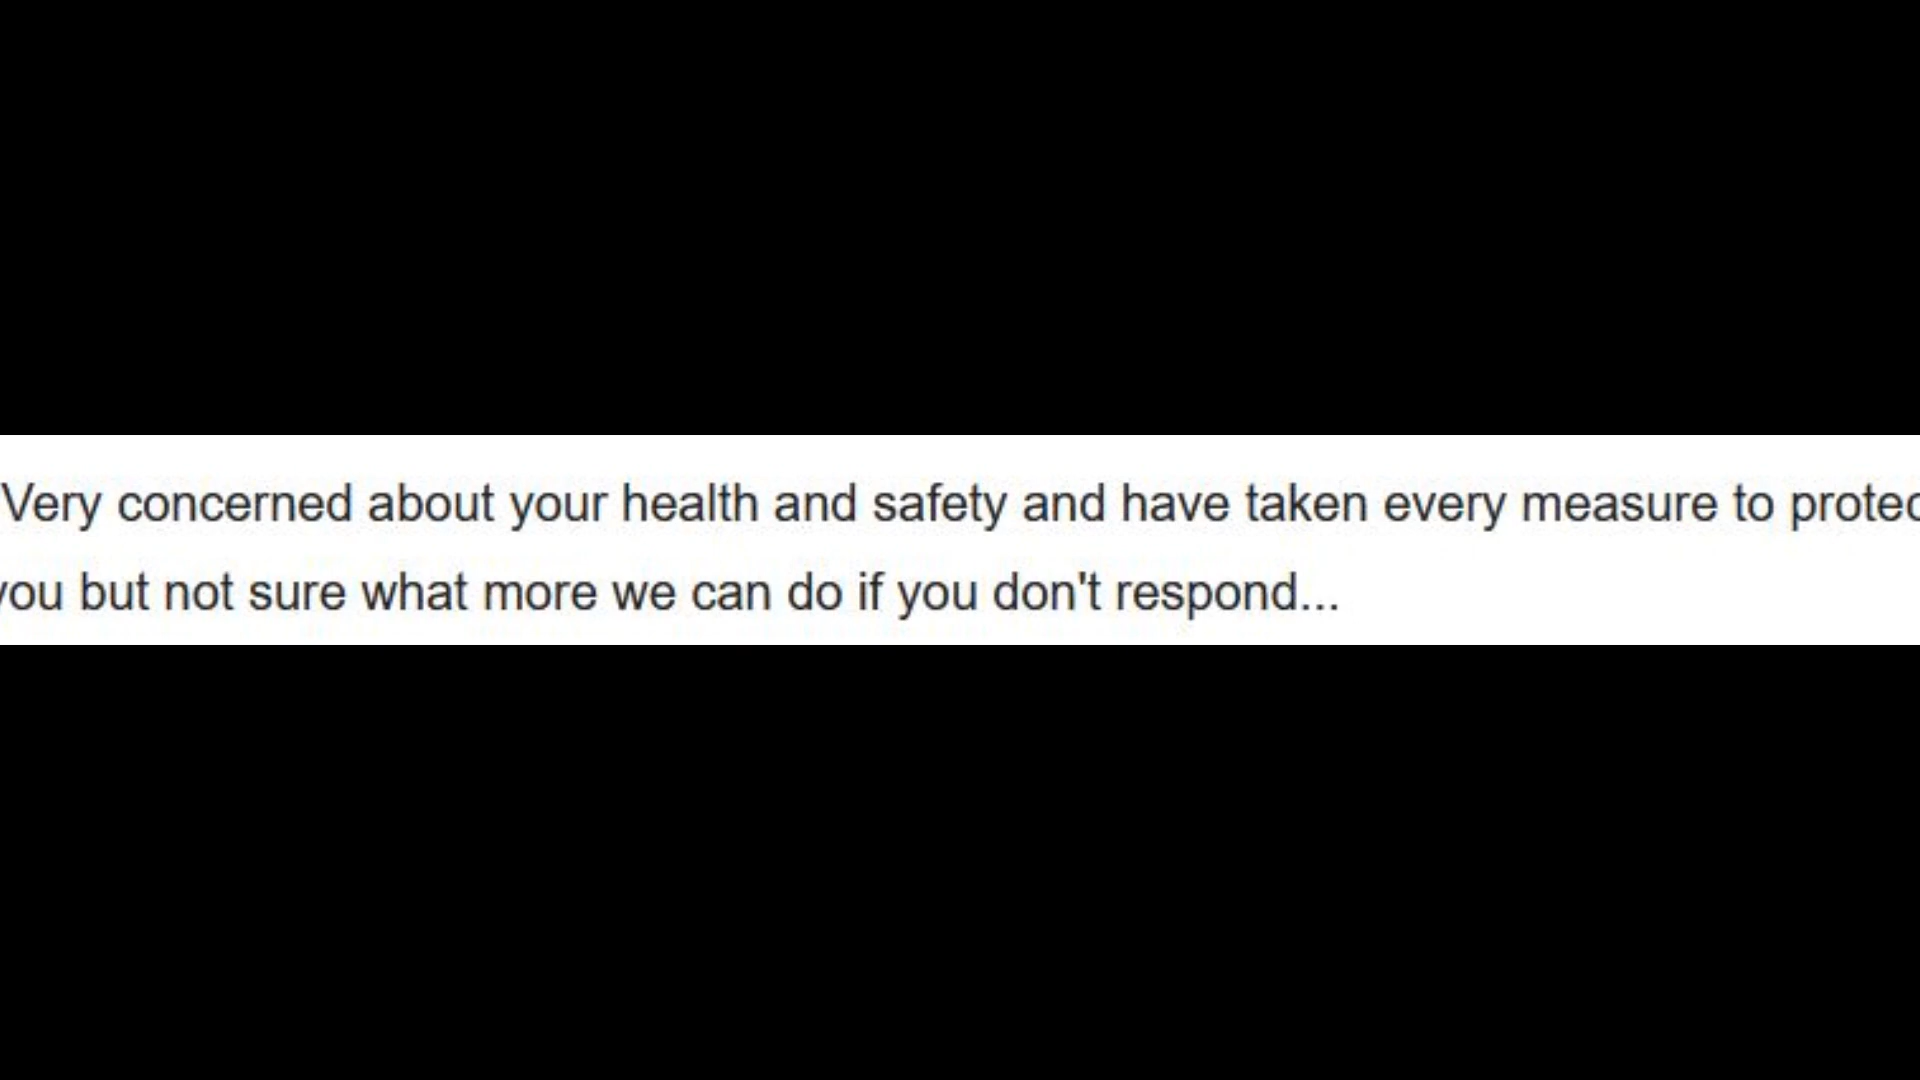 Very concerned about your health and safety and have taken every measure to protec
you but not sure what more we can do if you don't respond...